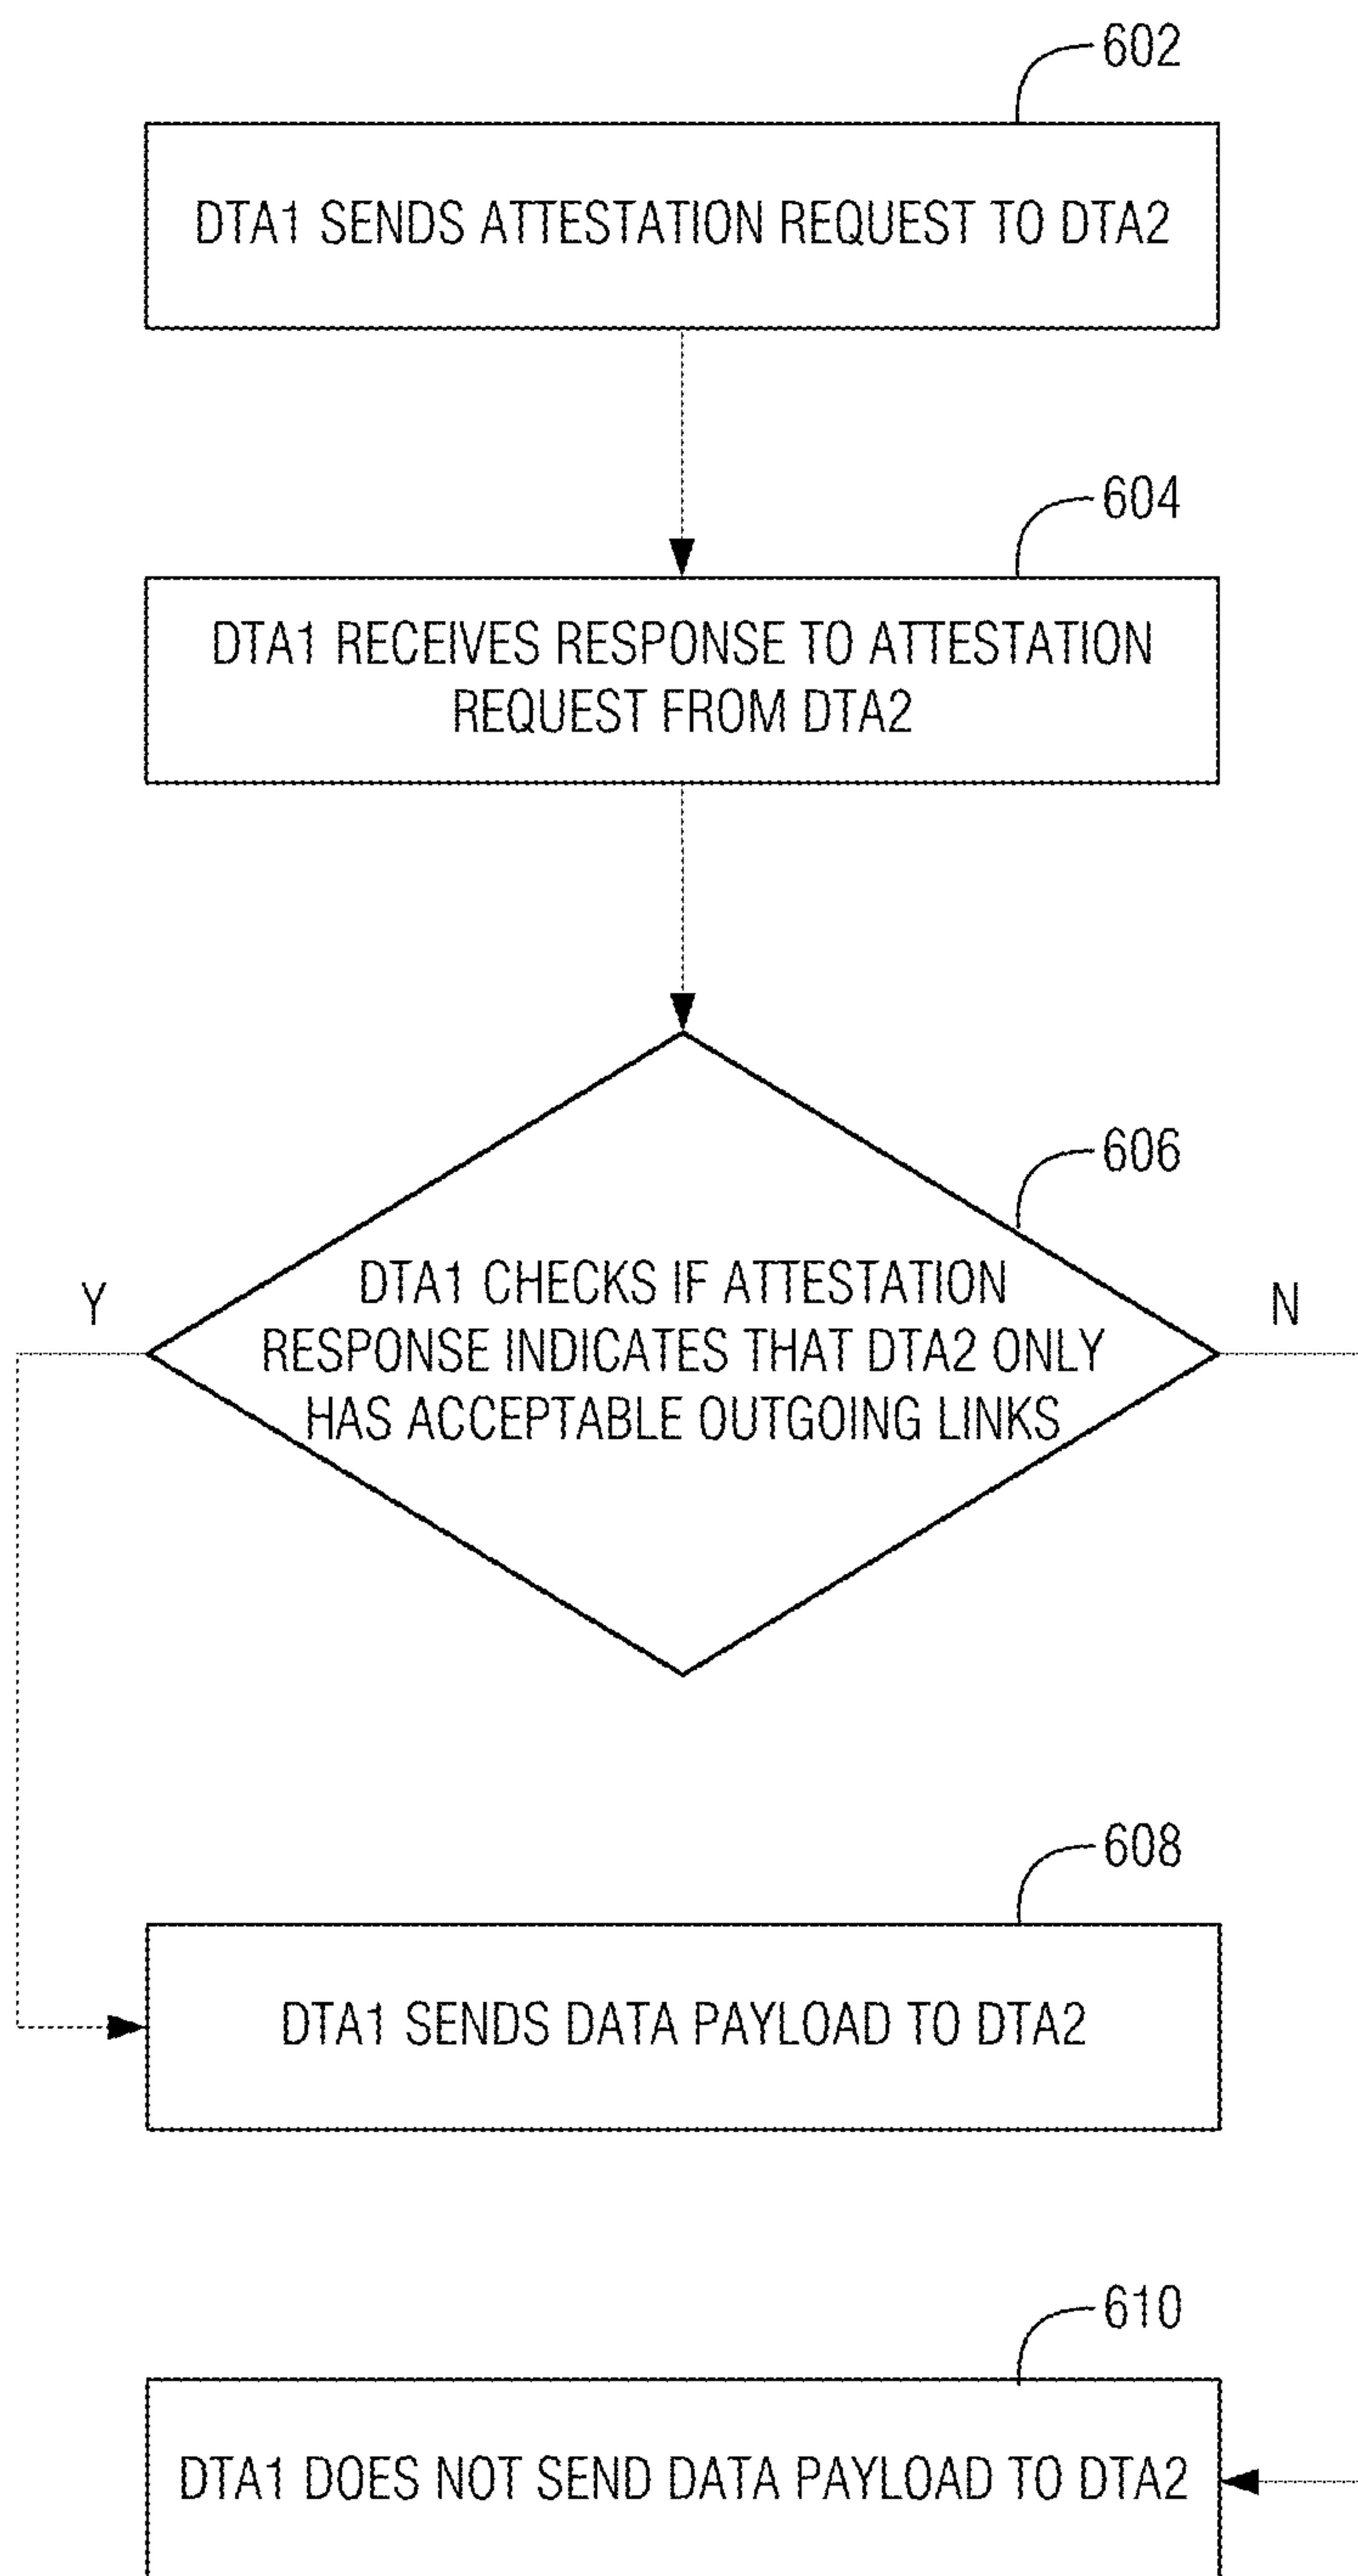 602
DTA1 SENDS ATTESTATION REQUEST TO DTA2
604
DTA1 RECEIVES RESPONSE TO ATTESTATION
REQUEST FROM DTA2
606
Y
N
DTA1 CHECKS IF ATTESTATION
RESPONSE INDICATES THAT DTA2 ONLY
HAS ACCEPTABLE OUTGOING LINKS
608
DTA1 SENDS DATA PAYLOAD TO DTA2
610
DTA1 DOES NOT SEND DATA PAYLOAD TO DTA2